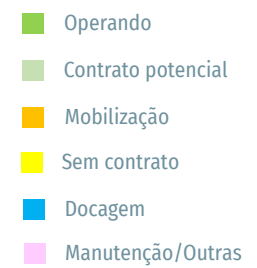 Operando
Contrato potencial
Mobilização
Sem contrato
Docagem
Manutenção/Outras